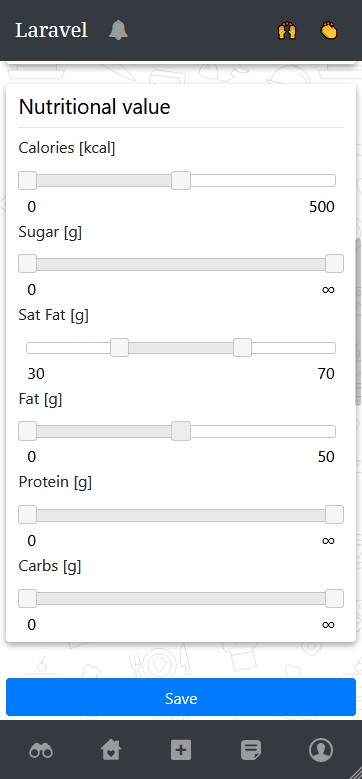 Laravel
Nutritional value
Calories [kcal]
0 500
Sugar [g]
0 ∞
Sat Fat [g]
30 70
Fat [g]
0 50
Protein [g]
0 ∞
Carbs [g]
0 ∞
Save